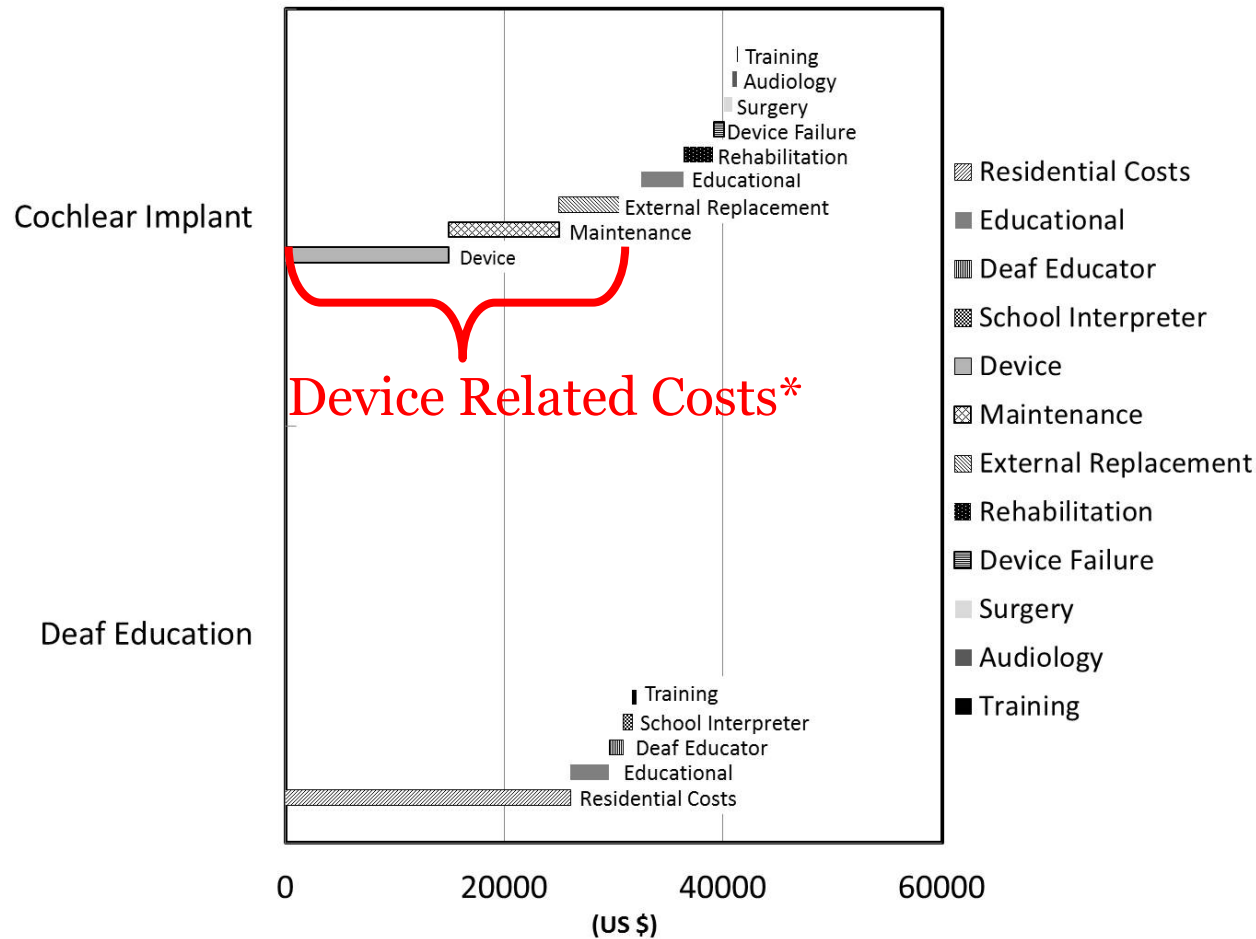 Training
Audiology
Surgery
Device Failure
Rehabilitation
Educational
External Replacement
Maintenance
Device
Cochlear Implant
Device Related Costs*
Deaf Education
Training
School Interpreter
Deaf Educator
Educational
Residential Costs
0 20000 40000 60000
(US $)
Residential Costs
Educational
Deaf Educator
School Interpreter
Device
Maintenance
External Replacement
Rehabilitation
Device Failure
Surgery
Audiology
Training